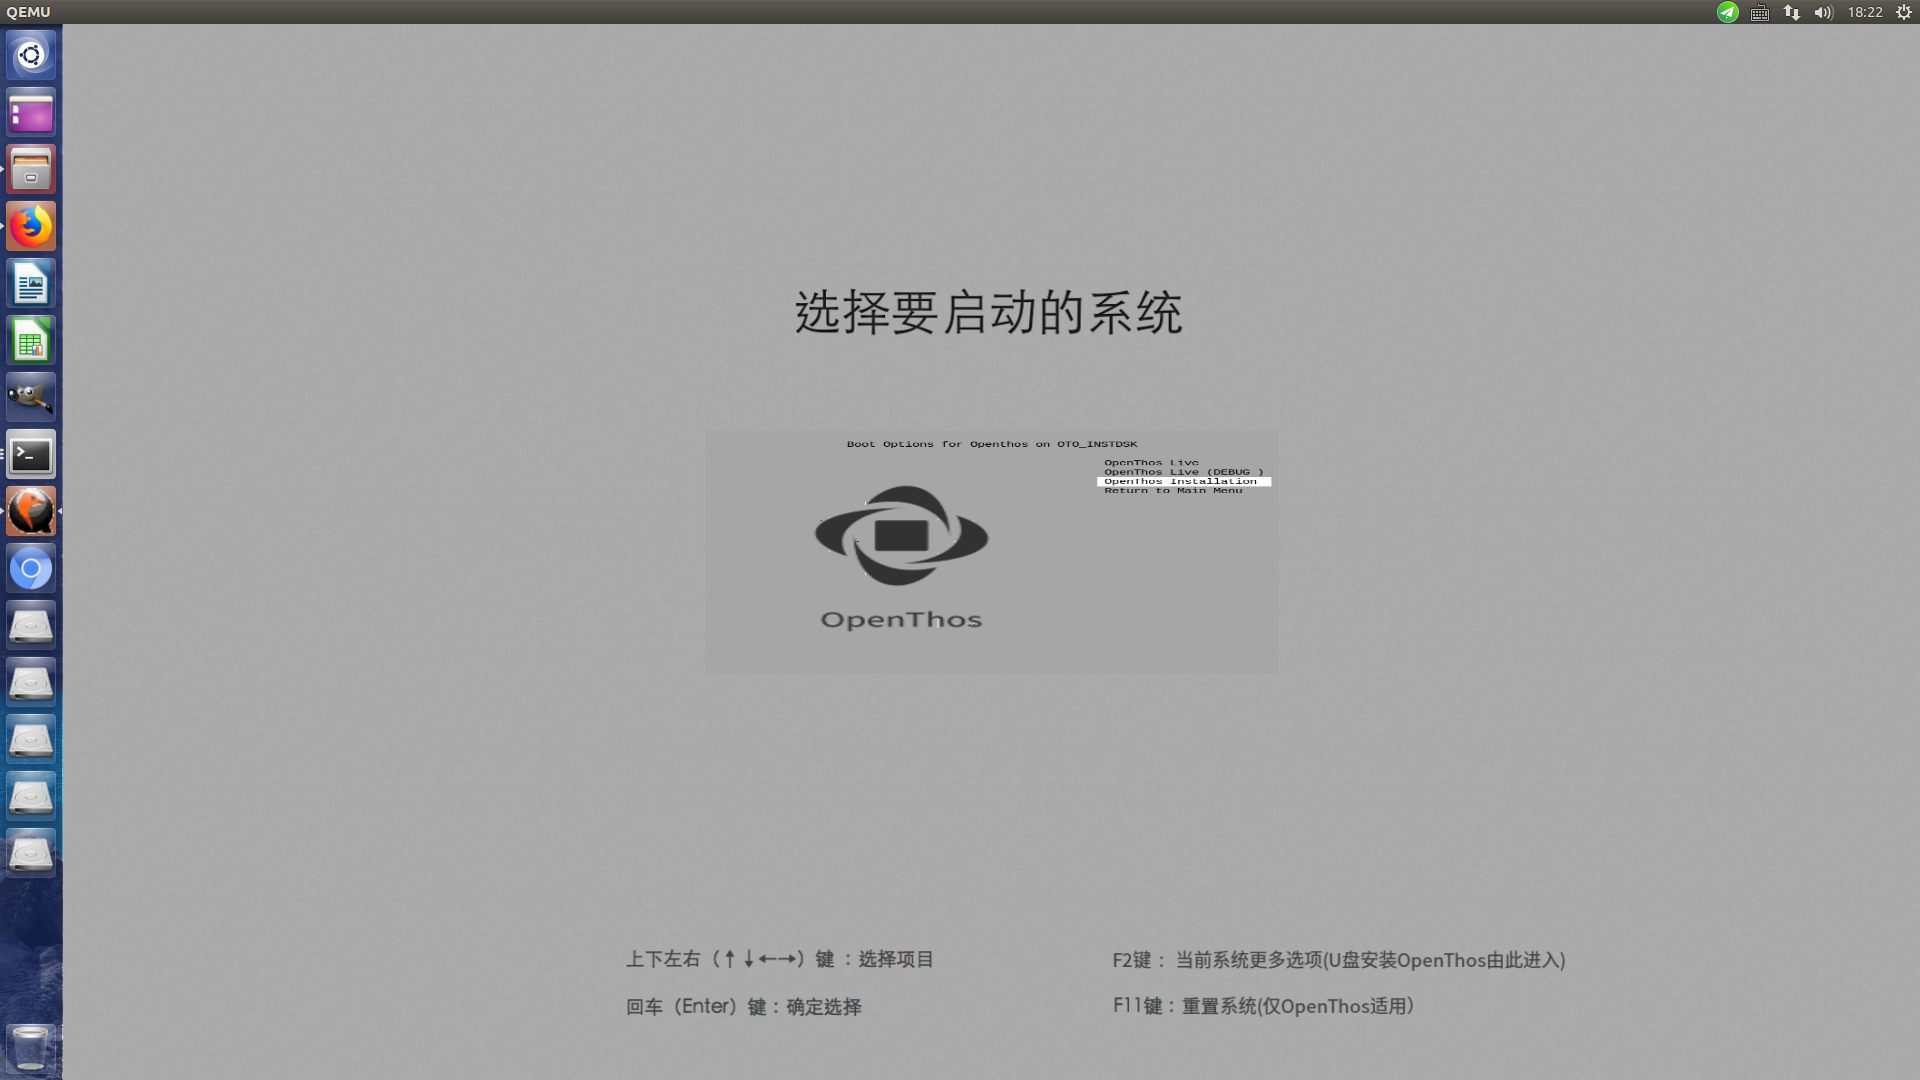 QEMU
18:22
选择要启动的系统
Boot Options for Openthos on OTO_INSTDSK
OpenThos Live
OpenThos Live (DEBUG )
OpenThos Installation
Return to Main Menu
OpenThos
上下左右（↑↓←→）键 ：选择项目
F2键 ：当前系统更多选项(U盘安装OpenThos由此进入)
回车（Enter）键：确定选择
F11键：重置系统(仅OpenThos适用）